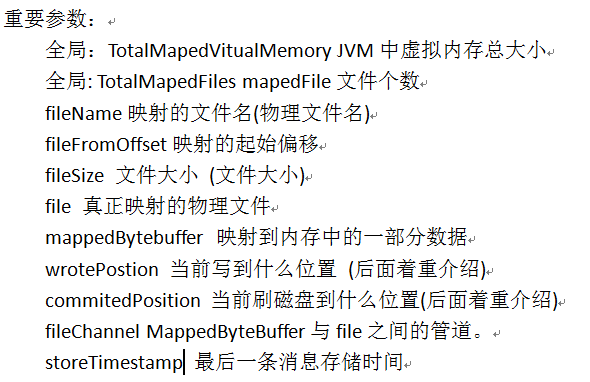 重要参数：
全局：TotalMapedVitualMemory JVM 中虚拟内存总大小
全局: TotalMapedFiles mapedFile 文件个数
fileName 映射的文件名(物理文件名)
fileFromOffset 映射的起始偏移
fileSize 文件大小 (文件大小)
file 真正映射的物理文件
mappedBytebuffer 映射到内存中的一部分数据
wrotePostion 当前写到什么位置 (后面着重介绍)
commitedPosition 当前刷磁盘到什么位置(后面着重介绍)
fileChannel MappedByteBuffer 与 file 之间的管道。
storeTimestamp 最后一条消息存储时间